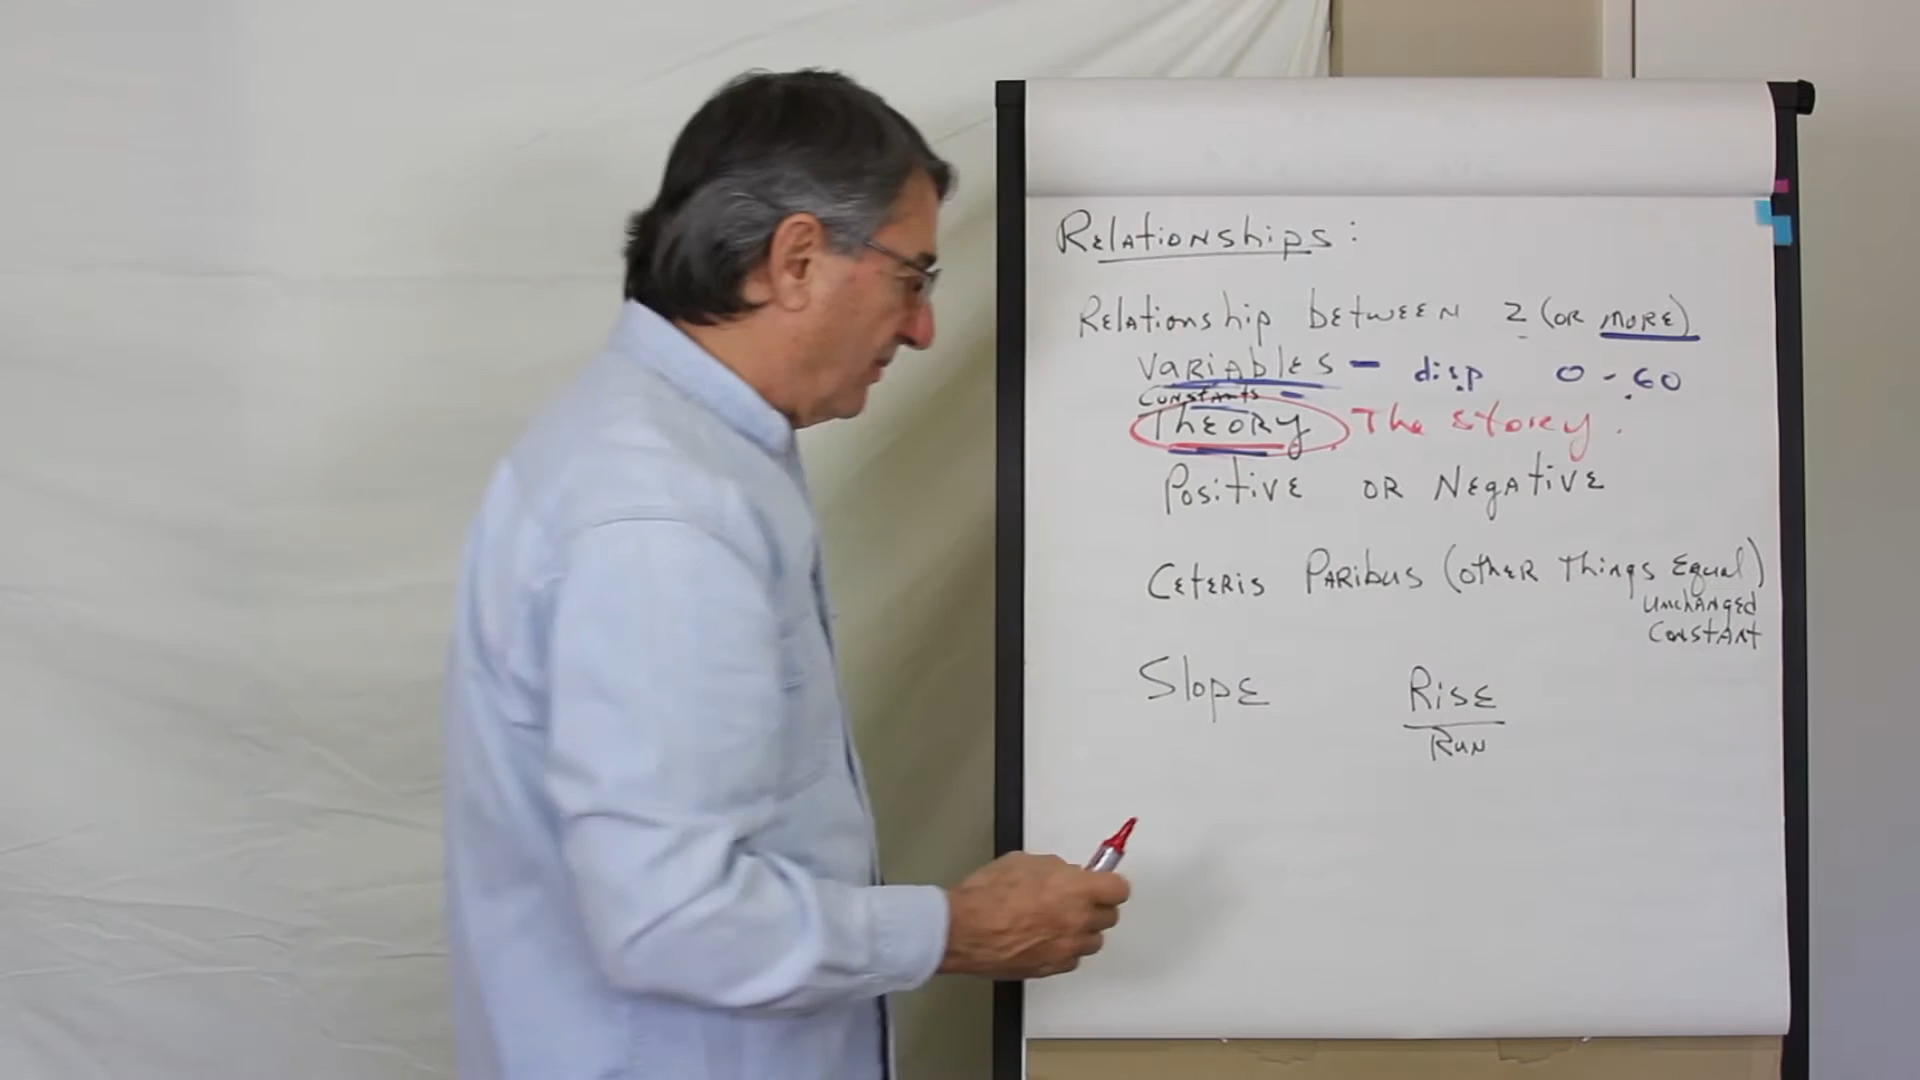 Relationships:
Relationship between 2 (or more)
Variables - disp 0-60
Constants
Theory The Storey.
Positive or Negative
Ceteris Paribus (other things Equal)
unchanged
constant
Slope Rise
Run